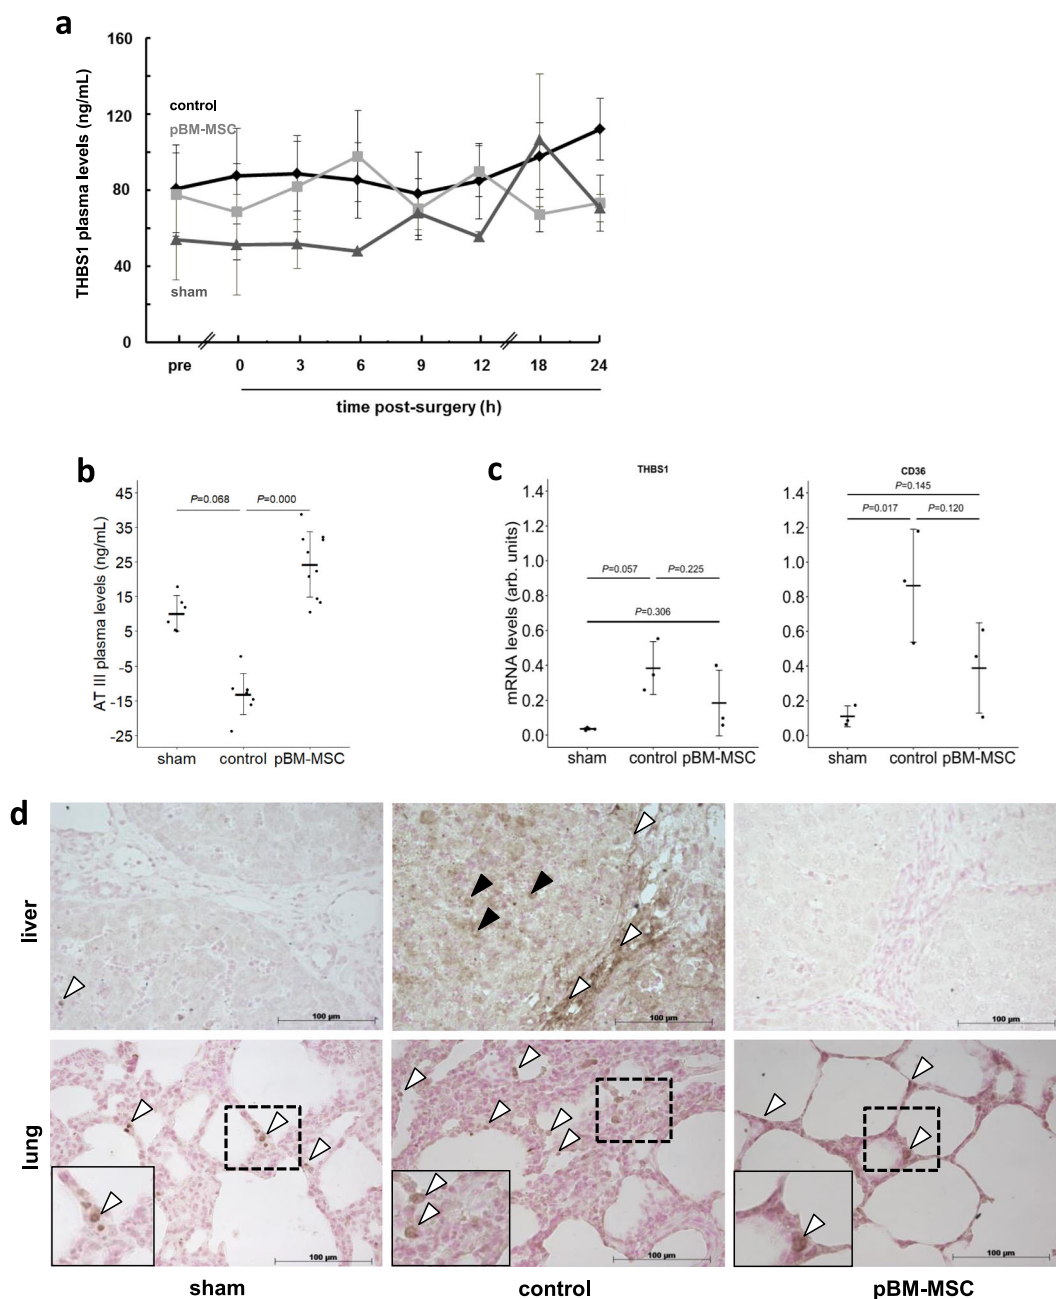 a
THBS1 plasma levels (ng/mL)
160
120
80
40
0
control
pBM-MSC
sham
pre 0 3 6 9 12 18 24
time post-surgery (h)
b
AT III plasma levels (ng/mL)
45
35
25
15
5
-5
-15
-25
P=0.068 P=0.000
sham control pBM-MSC
c
mRNA levels (arb. units)
THBS1
1.4
1.2
1.0
0.8
0.6
0.4
0.2
0.0
P=0.057 P=0.225
P=0.306
sham control pBM-MSC
CD36
1.4
1.2
1.0
0.8
0.6
0.4
0.2
0.0
P=0.145
P=0.017 P=0.120
sham control pBM-MSC
d
liver
100 µm
100 µm
100 µm
lung
100 µm
100 µm
100 µm
sham control pBM-MSC